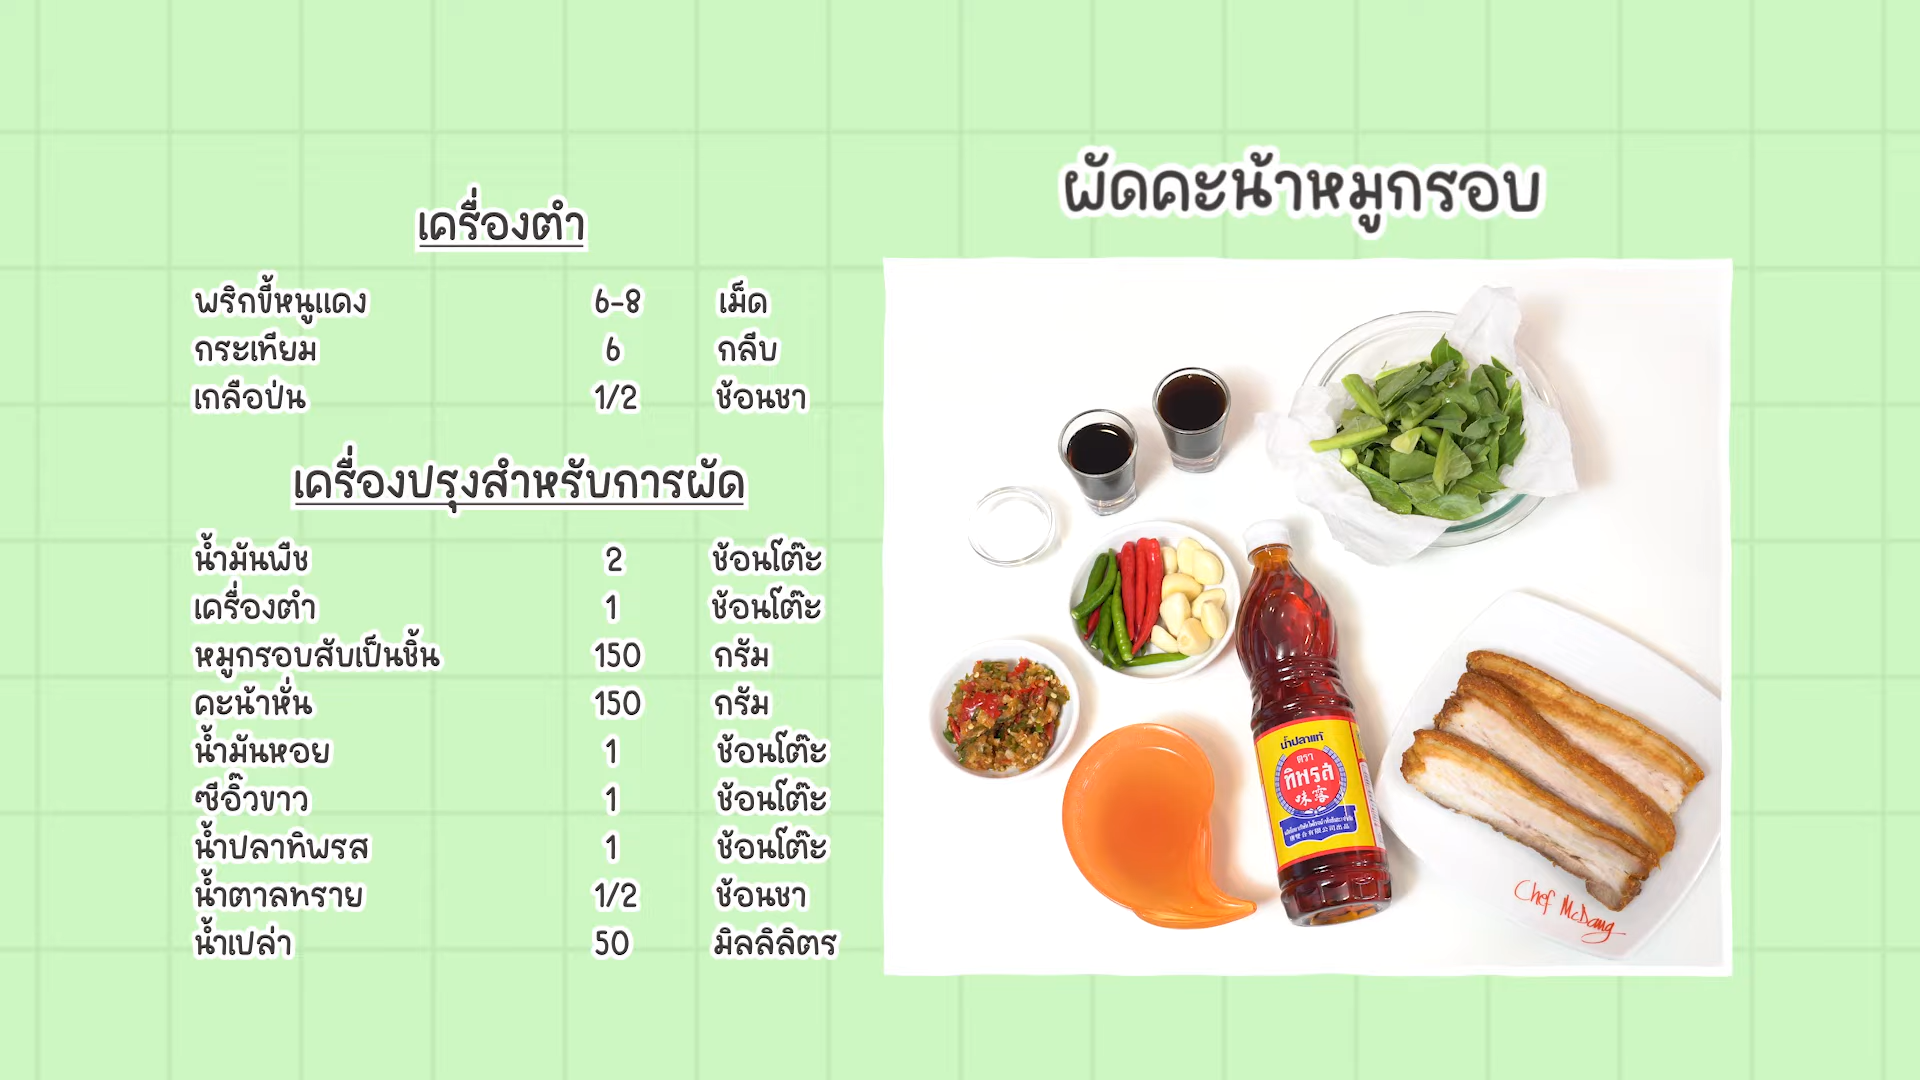 ผัดคะน้าหมูกรอบ
เครื่องตำ
พริกขี้หนูแดง 6-8 เม็ด
กระเทียม 6 กลีบ
เกลือป่น 1/2 ช้อนชา
เครื่องปรุงสำหรับการผัด
น้ำมันพืช 2 ช้อนโต๊ะ
เครื่องตำ 1 ช้อนโต๊ะ
หมูกรอบสับเป็นชิ้น 150 กรัม
คะน้าหั่น 150 กรัม
น้ำมันหอย 1 ช้อนโต๊ะ
ซีอิ๊วขาว 1 ช้อนโต๊ะ
น้ำปลาทิพรส 1 ช้อนโต๊ะ
น้ำตาลทราย 1/2 ช้อนชา
น้ำเปล่า 50 มิลลิลิตร
น้ำปลาแท้
ตรา
ทิพรส
Chef McDang